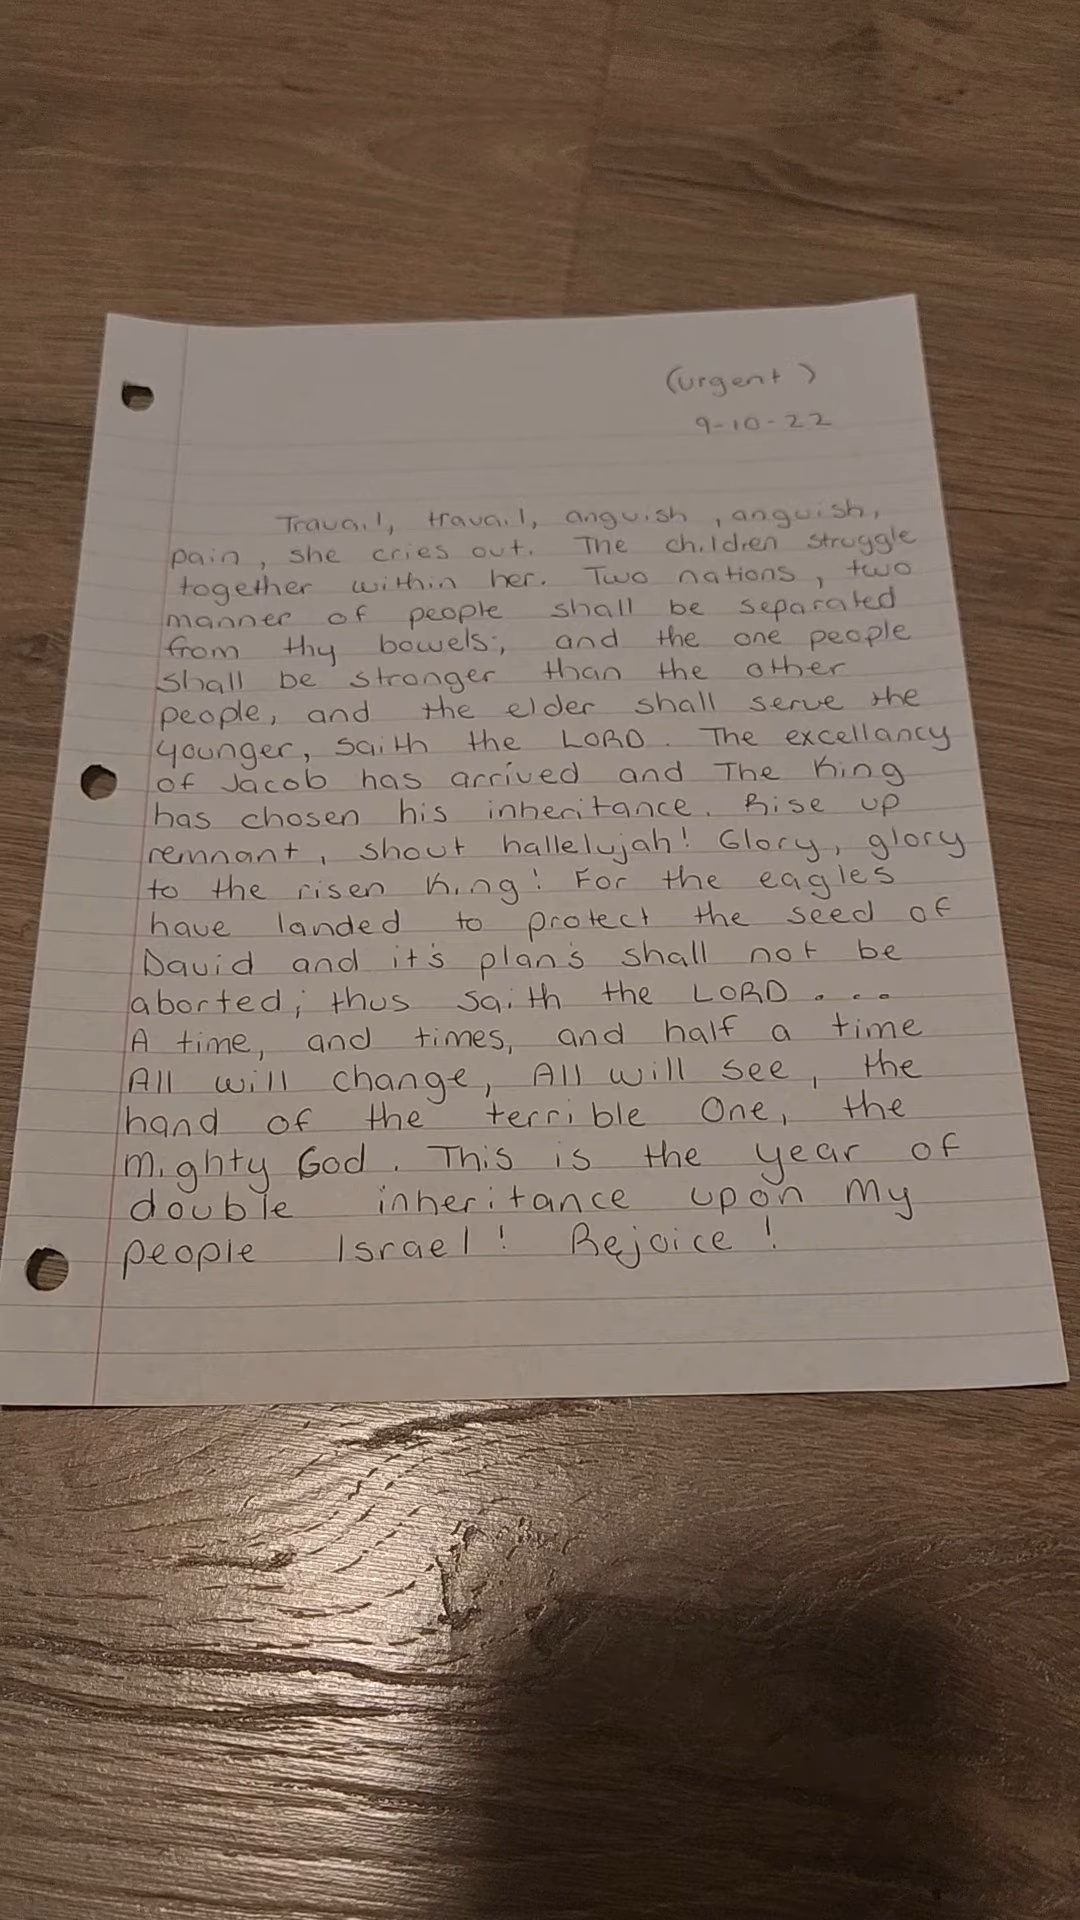 (urgent)
9-10-22
Travail, travail, anguish, anguish,
pain, she cries out. The children struggle
together within her. Two nations, two
manner of people shall be separated
from thy bowels; and the one people
shall be stronger than the other
people, and the elder shall serve the
younger, saith the LORD. The excellancy
of Jacob has arrived and The King
has chosen his inheritance. Rise up
remnant, shout hallelujah! Glory, glory
to the risen King! For the eagles
have landed to protect the seed of
David and it's plans shall not be
aborted; thus saith the LORD....
A time, and times, and half a time
All will change, All will see, the
hand of the terrible One, the
mighty God. This is the year of
double inheritance upon My
people Israel! Rejoice!